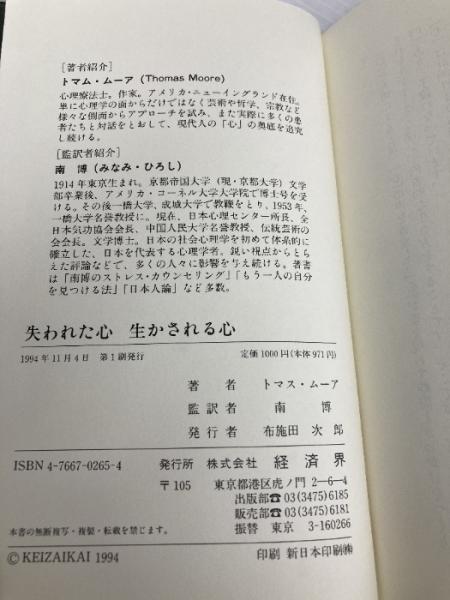 ［著者紹介］
トマム・ムーア（Thomas Moore）
心理療法士。作家。アメリカ・ニューイングランド在住。
単に心理学の面からだけではなく芸術や哲学、宗教など
様々な側面からアプローチを試み、また実際に多くの患
者たちと対話をとおして、現代人の「心」の奥底を追究
し続ける。
［監訳者紹介］
南 博（みなみ・ひろし）
1914年東京生まれ。京都帝国大学（現・京都大学）文学
部卒業後、アメリカ・コーネル大学大学院で博士号を受
ける。その後一橋大学、成城大学で教鞭をとり、1953年、
一橋大学名誉教授に。現在、日本心理センター所長、全
日本気功協会会長、中国人民大学名誉教授、伝統芸術の
会会長。文学博士。日本の社会心理学を初めて体系的に
確立した、日本を代表する心理学者。鋭い視点からとら
えた評論などで、多くの人々に影響を与え続ける。著書
は「南博のストレス・カウンセリング」「もう一人の自分
を見つける法」「日本人論」など多数。
失われた心 生かされる心
1994年11月4日 第1刷発行 定価1000円（本体971円）
著者 トマス・ムーア
監訳者 南博
発行者 布施田次郎
ISBN 4-7667-0265-4 発行所 株式会社 経済界
〒105 東京都港区虎ノ門2-6-4
出版部☎03(3475)6185
販売部☎03(3475)6181
振替 東京 3-160266
本書の無断複写・複製・転載を禁じます。
© KEIZAIKAI 1994 印刷 新日本印刷㈱